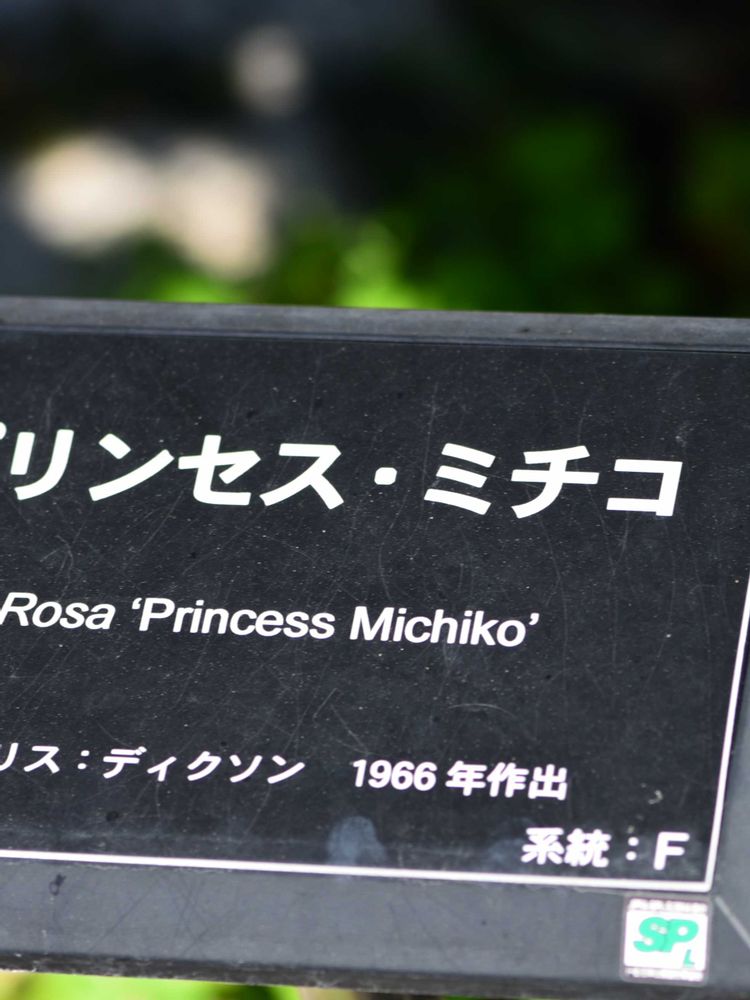 プリンセス・ミチコ
Rosa ‘Princess Michiko’
リス：ディクソン　1966 年作出
系統：F
SP
L